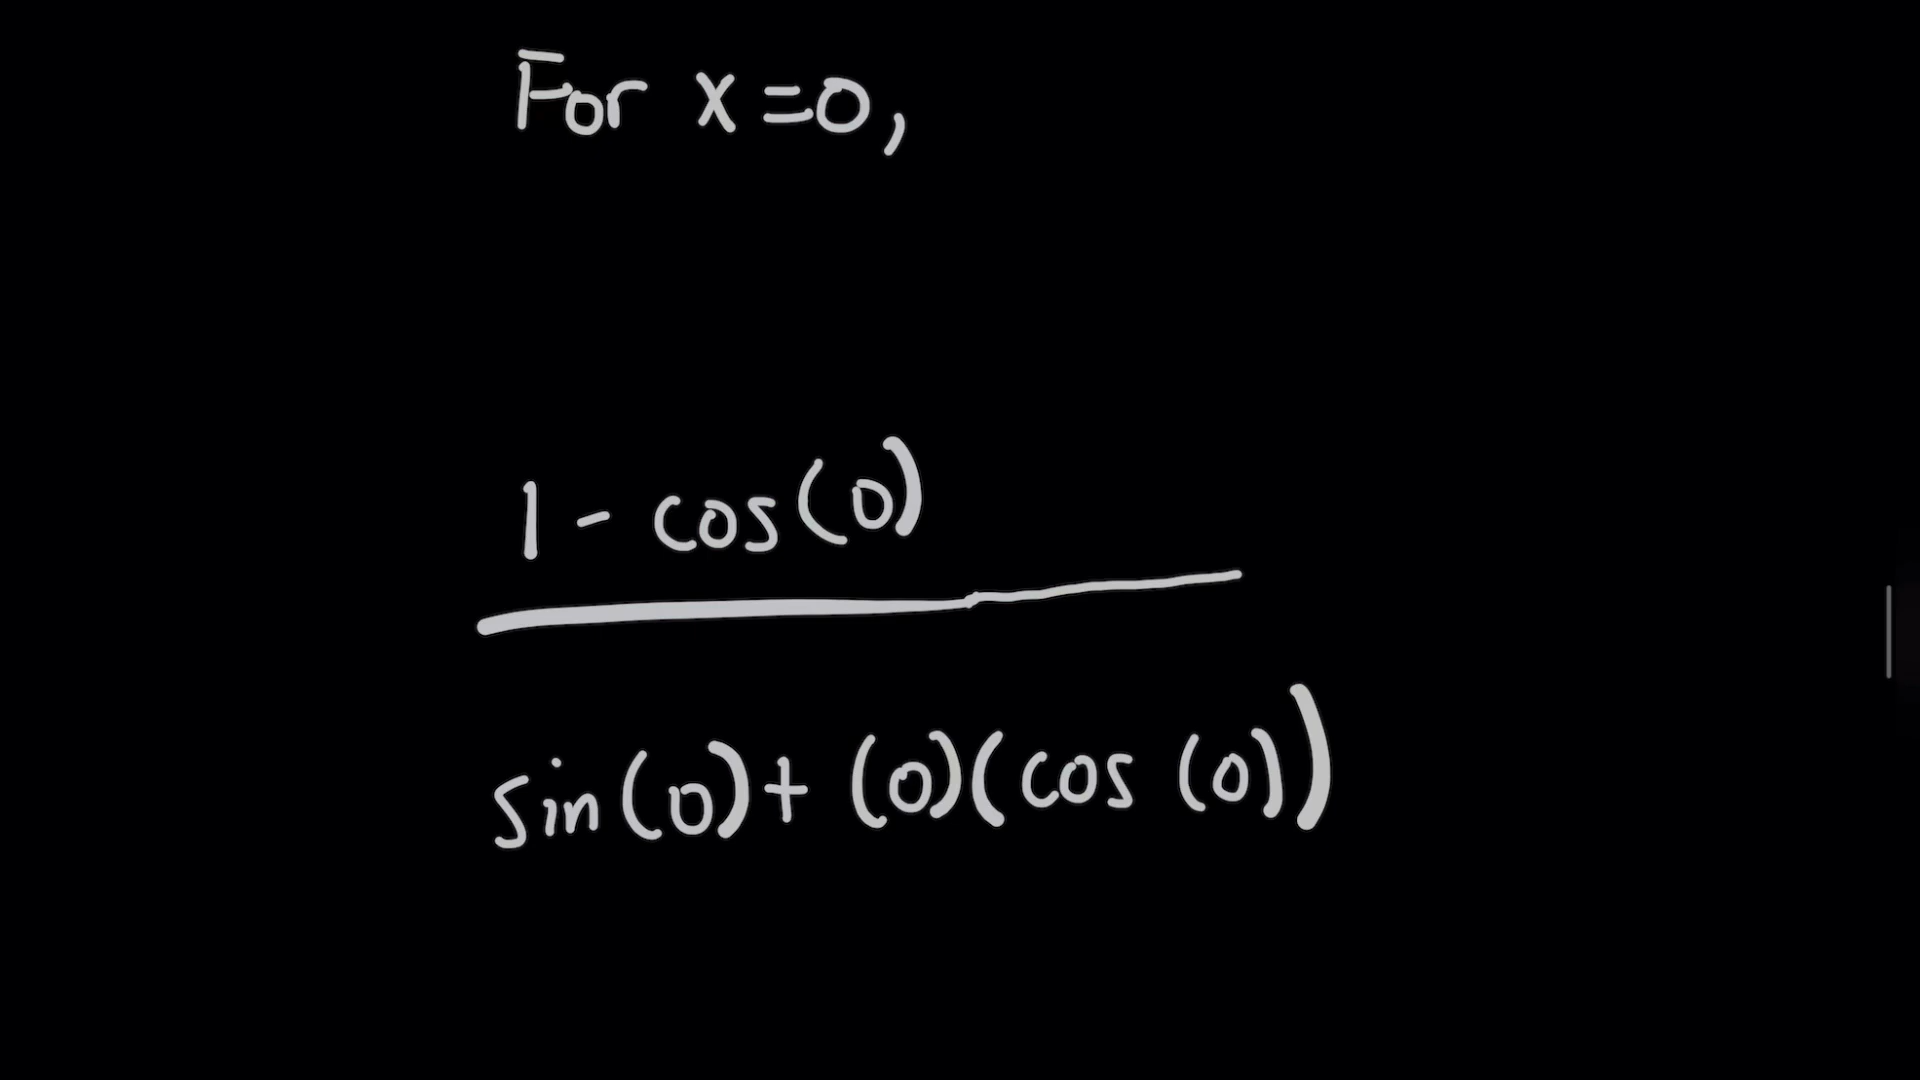 For x=0,
1 - cos(0)
sin(0)+ (0)(cos (0))